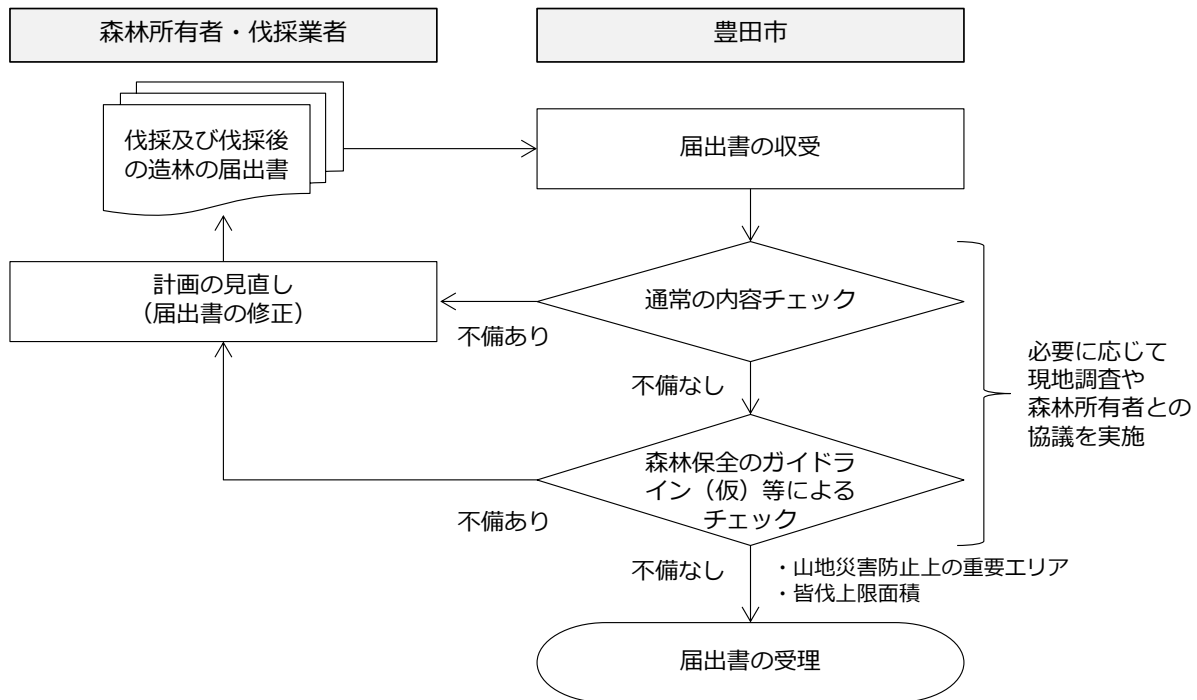 森林所有者・伐採業者
豊田市
伐採及び伐採後
の造林の届出書
届出書の収受
計画の見直し
（届出書の修正）
通常の内容チェック
不備あり
不備なし
必要に応じて
現地調査や
森林所有者との
協議を実施
森林保全のガイドラ
イン（仮）等による
チェック
不備あり
不備なし
・山地災害防止上の重要エリア
・皆伐上限面積
届出書の受理